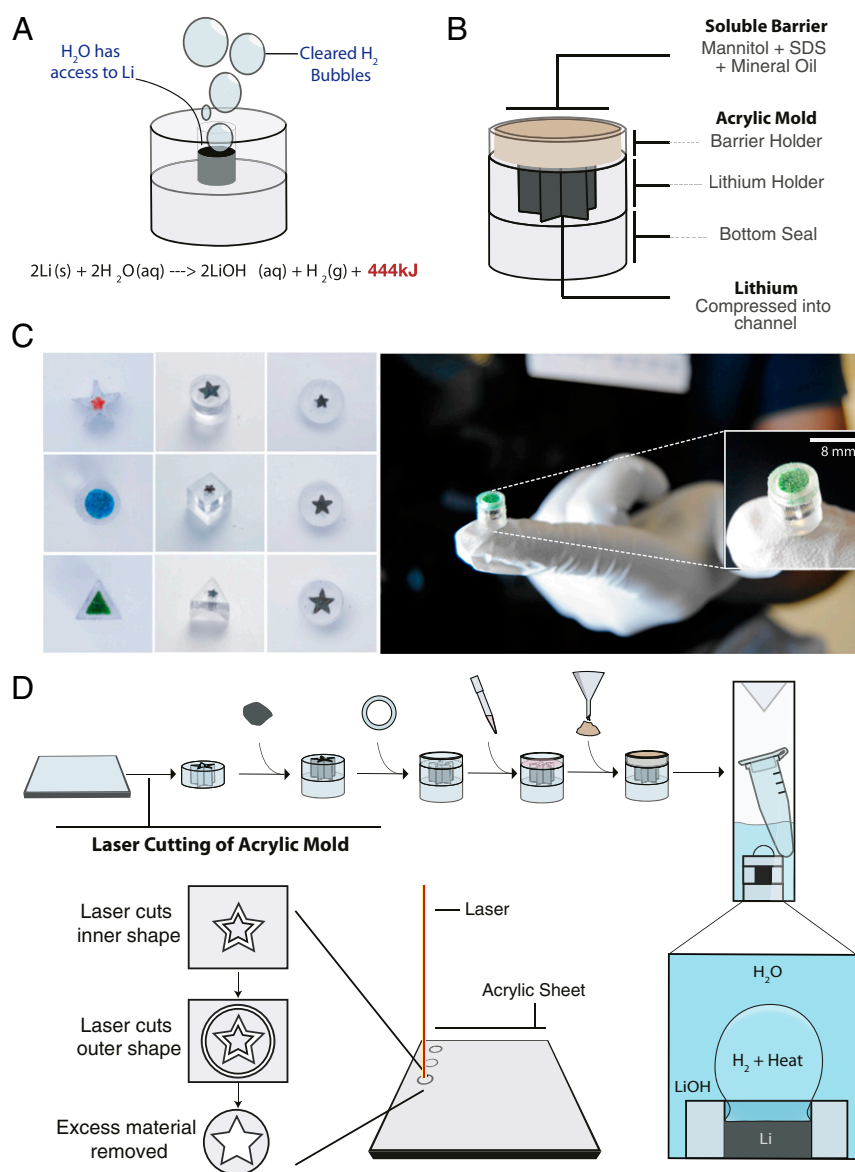 A
H₂O has
access to Li
Cleared H₂
Bubbles
2Li(s) + 2H₂O(aq) ---> 2LiOH (aq) + H₂(g) + 444kJ
B
Soluble Barrier
Mannitol + SDS
+ Mineral Oil
Acrylic Mold
Barrier Holder
Lithium Holder
Bottom Seal
Lithium
Compressed into
channel
C
8 mm
D
Laser Cutting of Acrylic Mold
Laser cuts
inner shape
Laser cuts
outer shape
Excess material
removed
Laser
Acrylic Sheet
H₂O
H₂ + Heat
LiOH
Li